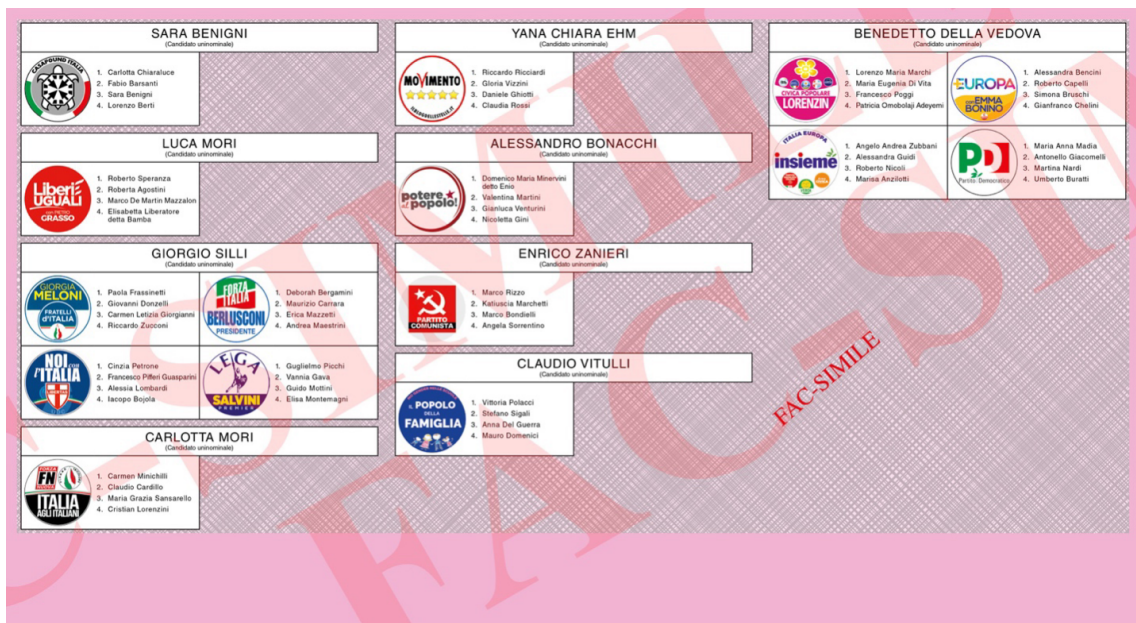 SARA BENIGNI
(Candidato uninominale)
CASAPOUND ITALIA
1. Carlotta Chiaraluce
2. Fabio Barsanti
3. Sara Benigni
4. Lorenzo Berti
LUCA MORI
(Candidato uninominale)
Liberi E
UGUALI
con PIETRO
GRASSO
1. Roberto Speranza
2. Roberta Agostini
3. Marco De Martin Mazzalon
4. Elisabetta Liberatore
detta Bamba
GIORGIO SILLI
(Candidato uninominale)
GIORGIA
MELONI
FRATELLI
d'ITALIA
1. Paola Frassinetti
2. Giovanni Donzelli
3. Carmen Letizia Giorgianni
4. Riccardo Zucconi
FORZA
ITALIA
BERLUSCONI
PRESIDENTE
1. Deborah Bergamini
2. Maurizio Carrara
3. Erica Mazzetti
4. Andrea Maestrini
NOI con
l'ITALIA
1. Cinzia Petrone
2. Francesco Pifferi Guasparini
3. Alessia Lombardi
4. Iacopo Bojola
LEGA
SALVINI
PREMIER
1. Guglielmo Picchi
2. Vannia Gava
3. Guido Mottini
4. Elisa Montemagni
CARLOTTA MORI
(Candidato uninominale)
FORZA
FN
NUOVA
ITALIA
AGLI ITALIANI
1. Carmen Minichilli
2. Claudio Cardillo
3. Maria Grazia Sansarello
4. Cristian Lorenzini
YANA CHIARA EHM
(Candidato uninominale)
MOVIMENTO
ILBLOGDELLESTELLE.IT
1. Riccardo Ricciardi
2. Gloria Vizzini
3. Daniele Ghiotti
4. Claudia Rossi
ALESSANDRO BONACCHI
(Candidato uninominale)
potere
al popolo!
1. Domenico Maria Minervini
detto Enio
2. Valentina Martini
3. Gianluca Venturini
4. Nicoletta Gini
ENRICO ZANIERI
(Candidato uninominale)
PARTITO
COMUNISTA
1. Marco Rizzo
2. Katiuscia Marchetti
3. Marco Bondielli
4. Angela Sorrentino
CLAUDIO VITULLI
(Candidato uninominale)
IL POPOLO
DELLA
FAMIGLIA
1. Vittoria Polacci
2. Stefano Sigali
3. Anna Del Guerra
4. Mauro Domenici
BENEDETTO DELLA VEDOVA
(Candidato uninominale)
CIVICA POPOLARE
LORENZIN
1. Lorenzo Maria Marchi
2. Maria Eugenia Di Vita
3. Francesco Poggi
4. Patricia Omobolaji Adeyemi
+EUROPA
con EMMA
BONINO
1. Alessandra Bencini
2. Roberto Capelli
3. Simona Bruschi
4. Gianfranco Chelini
ITALIA EUROPA
insieme
1. Angelo Andrea Zubbani
2. Alessandra Guidi
3. Roberto Nicoli
4. Marisa Anzilotti
PD
Partito Democratico
1. Maria Anna Madia
2. Antonello Giacomelli
3. Martina Nardi
4. Umberto Buratti
FAC-SIMILE